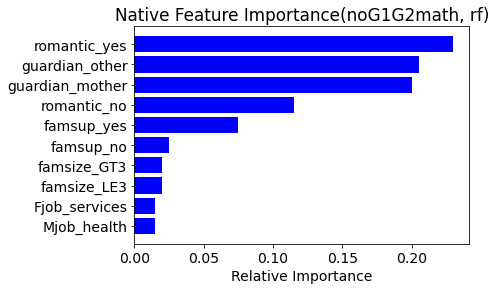 Native Feature Importance(noG1G2math, rf)
romantic_yes
guardian_other
guardian_mother
romantic_no
famsup_yes
famsup_no
famsize_GT3
famsize_LE3
Fjob_services
Mjob_health
0.00 0.05 0.10 0.15 0.20
Relative Importance